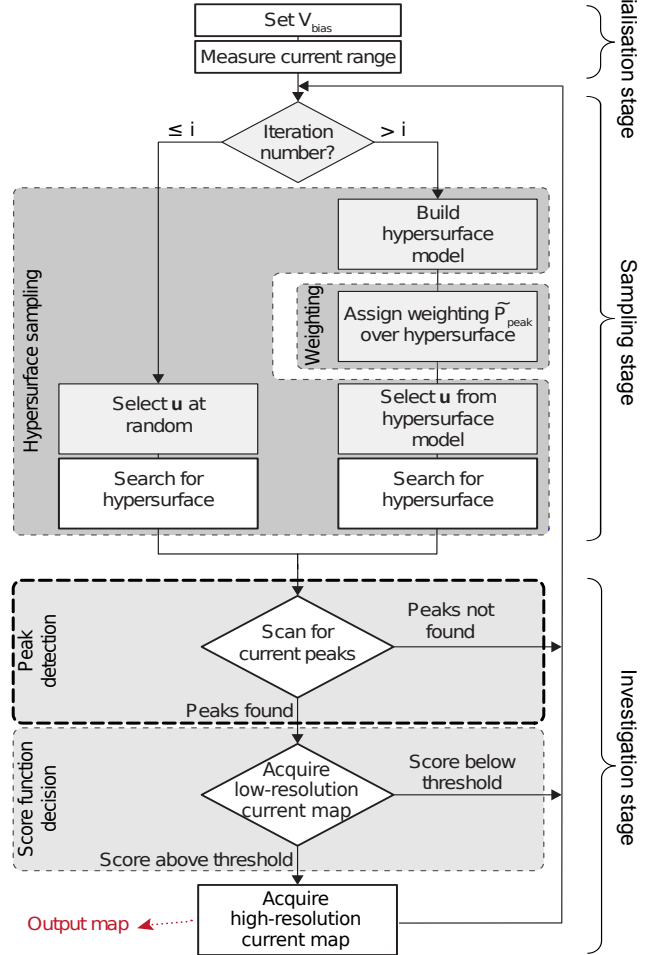 Set V_bias
Measure current range
ialisation stage
Iteration
number?
≤ i
> i
Build
hypersurface
model
Weighting
Assign weighting P̃_peak
over hypersurface
Hypersurface sampling
Sampling stage
Select u at
random
Select u from
hypersurface
model
Search for
hypersurface
Search for
hypersurface
Peak
detection
Scan for
current peaks
Peaks not
found
Peaks found
Investigation stage
Score function
decision
Acquire
low-resolution
current map
Score below
threshold
Score above threshold
Acquire
high-resolution
current map
Output map